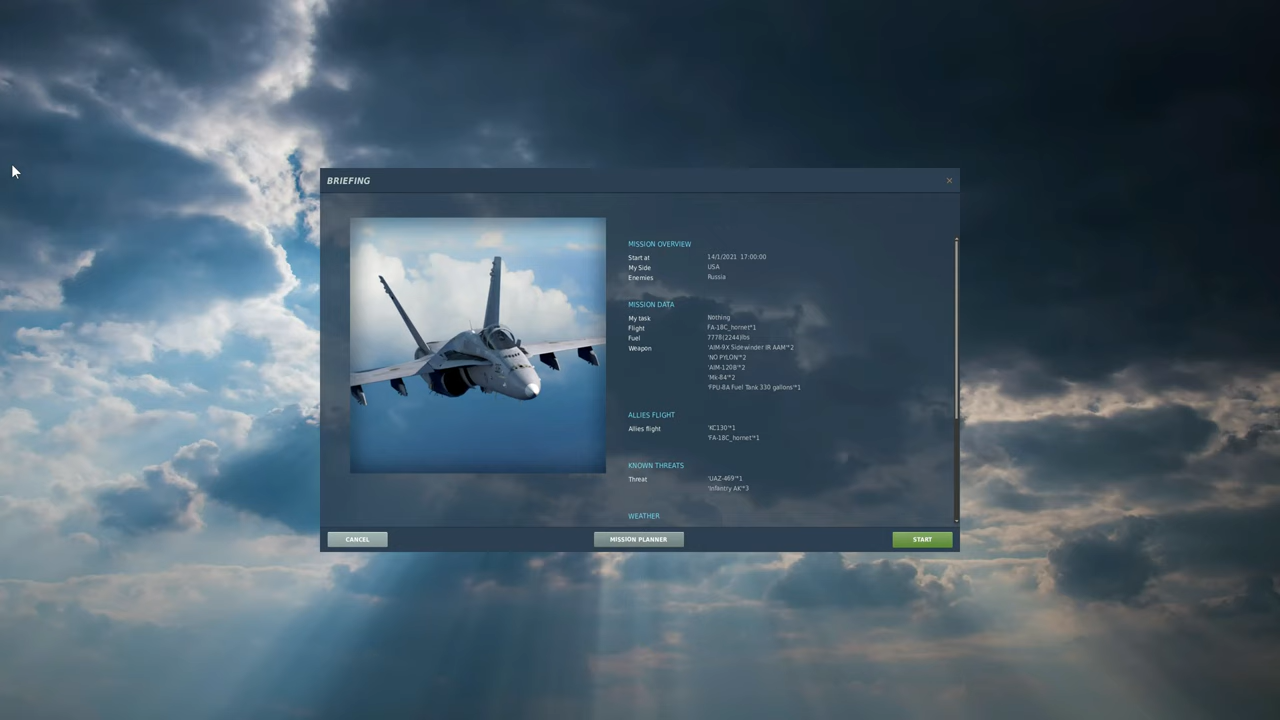 BRIEFING
×
MISSION OVERVIEW
Start at 14/1/2021 17:00:00
My Side USA
Enemies Russia
MISSION DATA
My task Nothing
Flight FA-18C_hornet*1
Fuel 7778(2244)lbs
Weapon 'AIM-9X Sidewinder IR AAM'*2
'NO PYLON'*2
'AIM-120B'*2
'Mk-84'*2
'FPU-8A Fuel Tank 330 gallons'*1
ALLIES FLIGHT
Allies flight 'KC130'*1
'FA-18C_hornet'*1
KNOWN THREATS
Threat 'UAZ-469'*1
'Infantry AK'*3
WEATHER
CANCEL MISSION PLANNER START